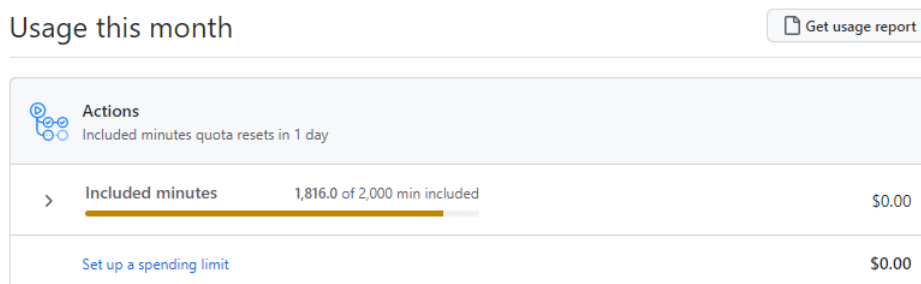 Usage this month
Get usage report
Actions
Included minutes quota resets in 1 day
Included minutes 1,816.0 of 2,000 min included $0.00
Set up a spending limit $0.00